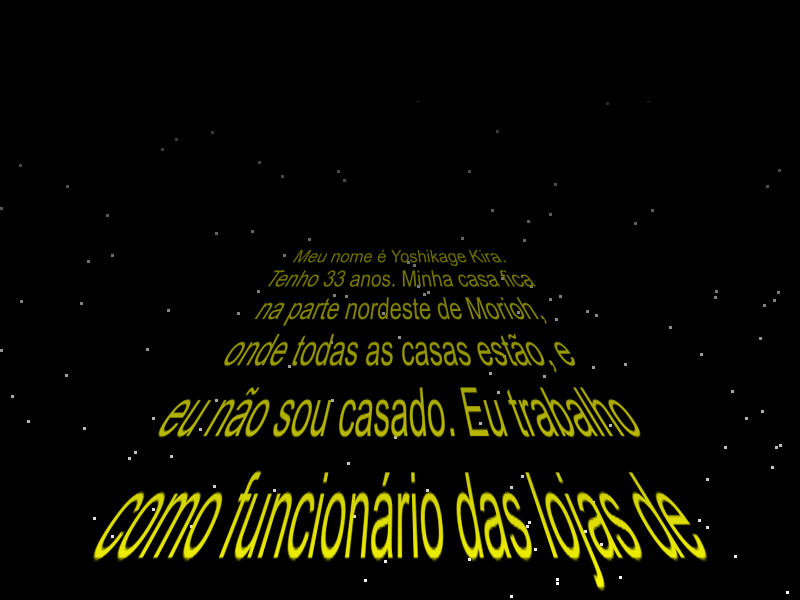 Meu nome é Yoshikage Kira.
Tenho 33 anos. Minha casa fica
na parte nordeste de Morioh,
onde todas as casas estão, e
eu não sou casado. Eu trabalho
como funcionário das lojas de